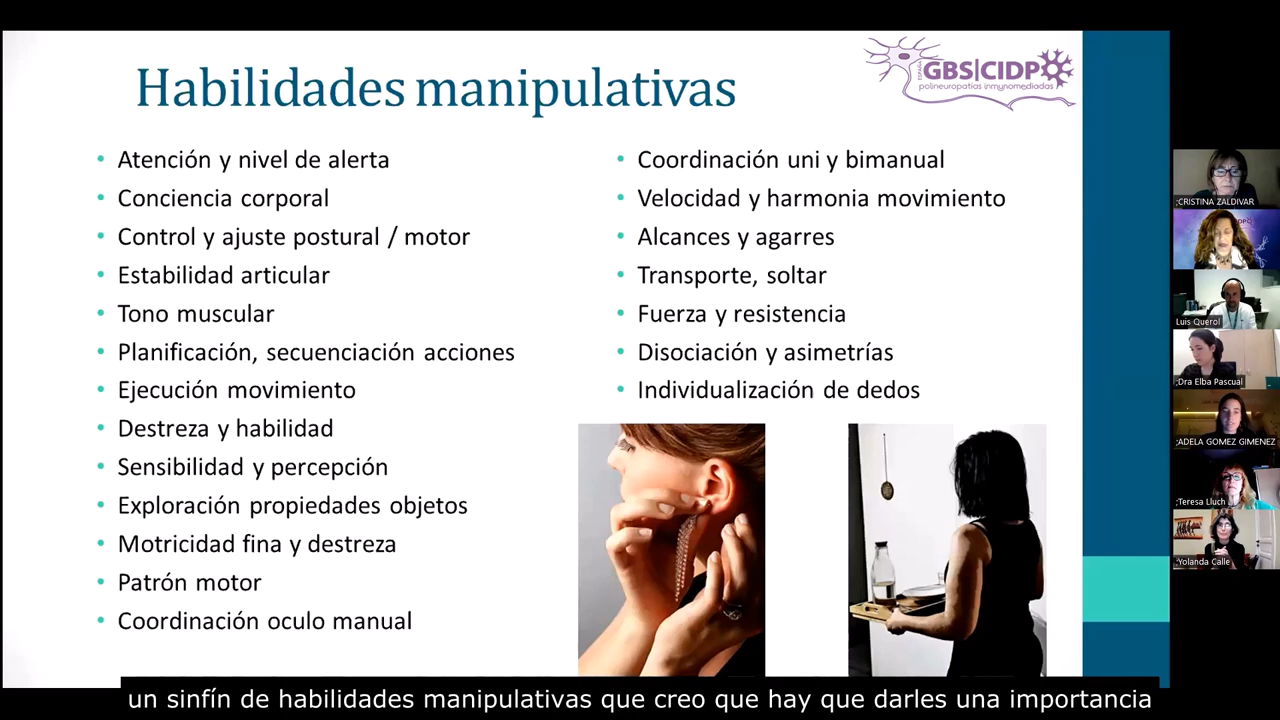 Habilidades manipulativas
ESPAÑA
GBS|CIDP
polineuropatías inmunomediadas
• Atención y nivel de alerta
• Conciencia corporal
• Control y ajuste postural / motor
• Estabilidad articular
• Tono muscular
• Planificación, secuenciación acciones
• Ejecución movimiento
• Destreza y habilidad
• Sensibilidad y percepción
• Exploración propiedades objetos
• Motricidad fina y destreza
• Patrón motor
• Coordinación oculo manual
• Coordinación uni y bimanual
• Velocidad y harmonia movimiento
• Alcances y agarres
• Transporte, soltar
• Fuerza y resistencia
• Disociación y asimetrías
• Individualización de dedos
;CRISTINA ZALDIVAR
Luis Querol
;Dra Elba Pascual
;ADELA GOMEZ GIMENEZ
;Teresa Lluch
;Yolanda Calle
un sinfín de habilidades manipulativas que creo que hay que darles una importancia